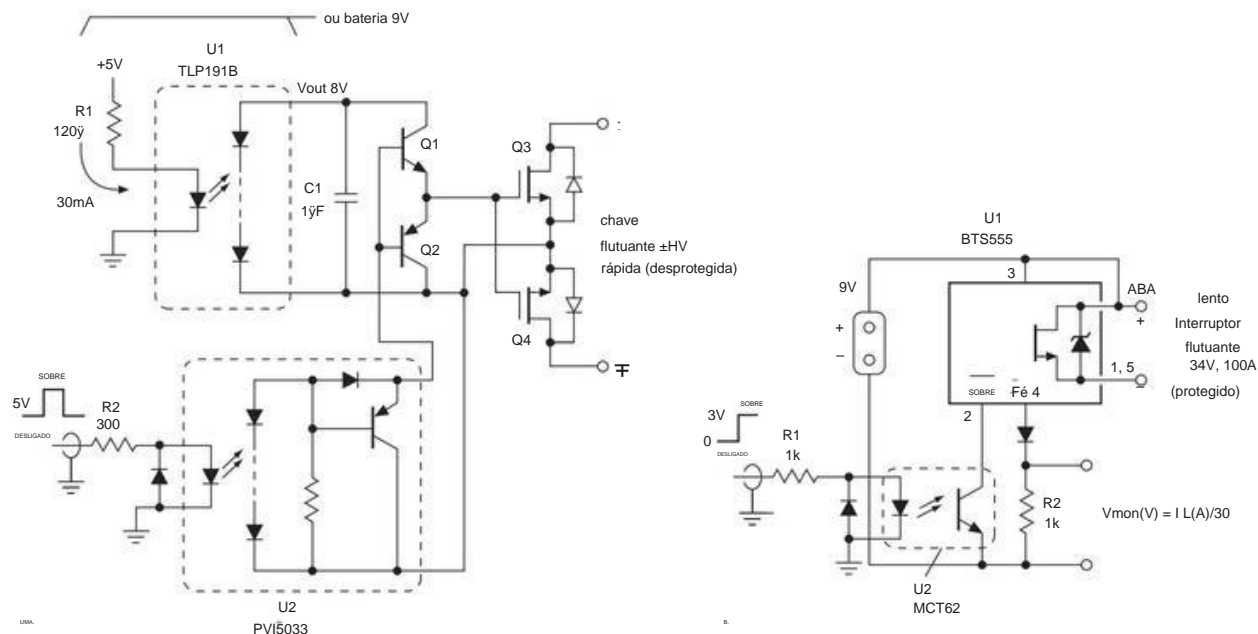 ou bateria 9V
U1
TLP191B
+5V
R1
120ÿ
30mA
Vout 8V
C1
1ÿF
Q1
Q2
Q3
Q4
chave
flutuante ±HV
rápida (desprotegida)
SOBRE
5V
DESLIGADO
R2
300
U2
PVI5033
UMA.
U1
BTS555
9V
+
−
3
ABA
+
1, 5
−
SOBRE
Fé 4
2
lento
Interruptor
flutuante
34V, 100A
(protegido)
SOBRE
3V
0
DESLIGADO
R1
1k
R2
1k
Vmon(V) = I L(A)/30
U2
MCT62
B.